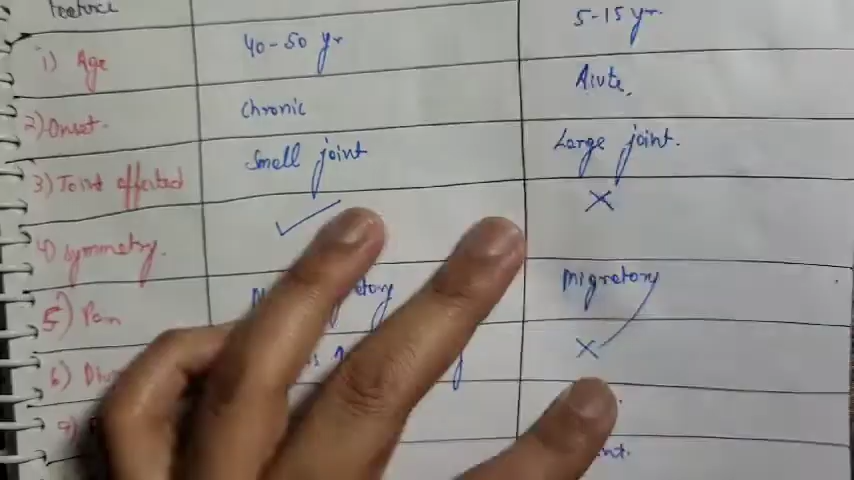 Feature
1) Age 40-50 yr 5-15 yr.
2) Onset. Chronic Acute.
3) Joint affected Small joint Large joint.
4) Symmetry. ✓ ✗
5) Pain Migratory
6) ✗
7)